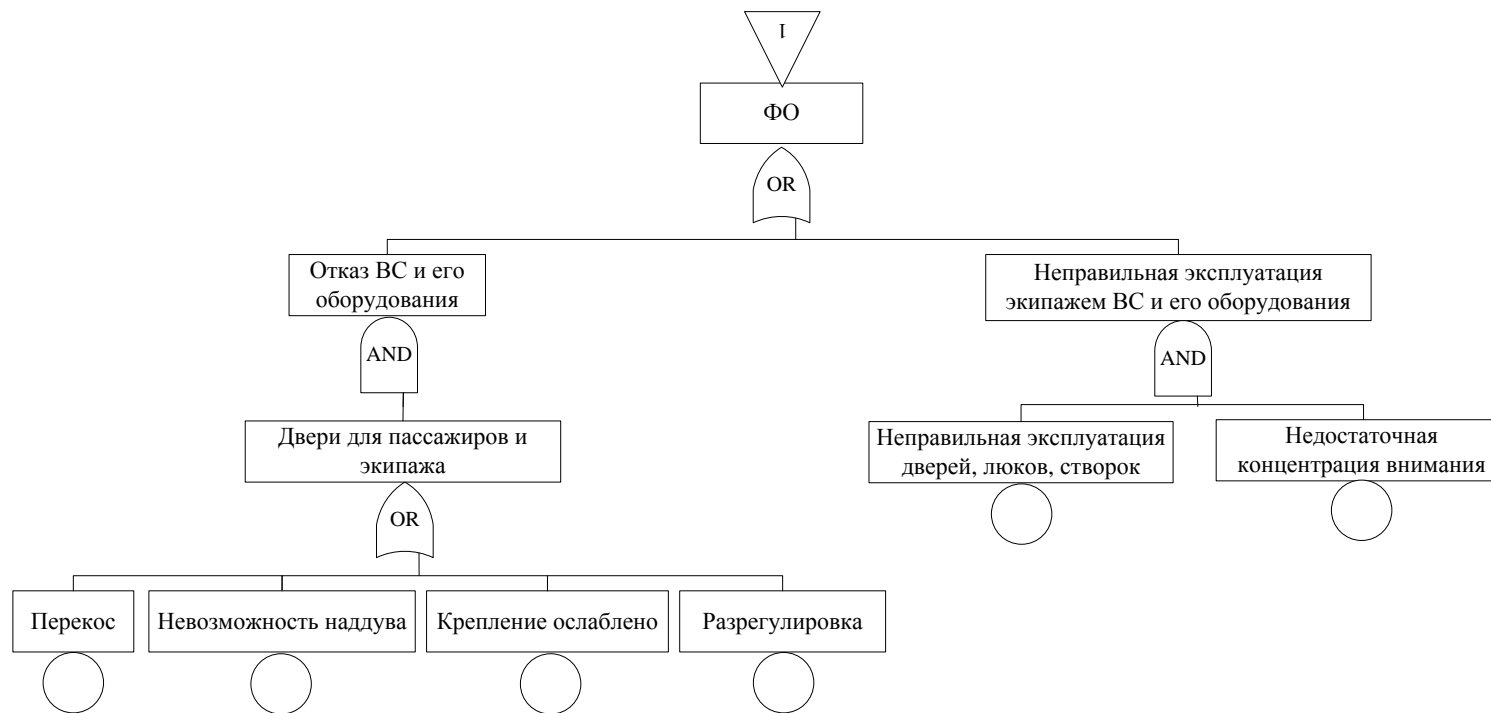 1
ФО
OR
Отказ ВС и его
оборудования
Неправильная эксплуатация
экипажем ВС и его оборудования
AND
AND
Двери для пассажиров и
экипажа
Неправильная эксплуатация
дверей, люков, створок
Недостаточная
концентрация внимания
OR
Перекос
Невозможность наддува
Крепление ослаблено
Разрегулировка